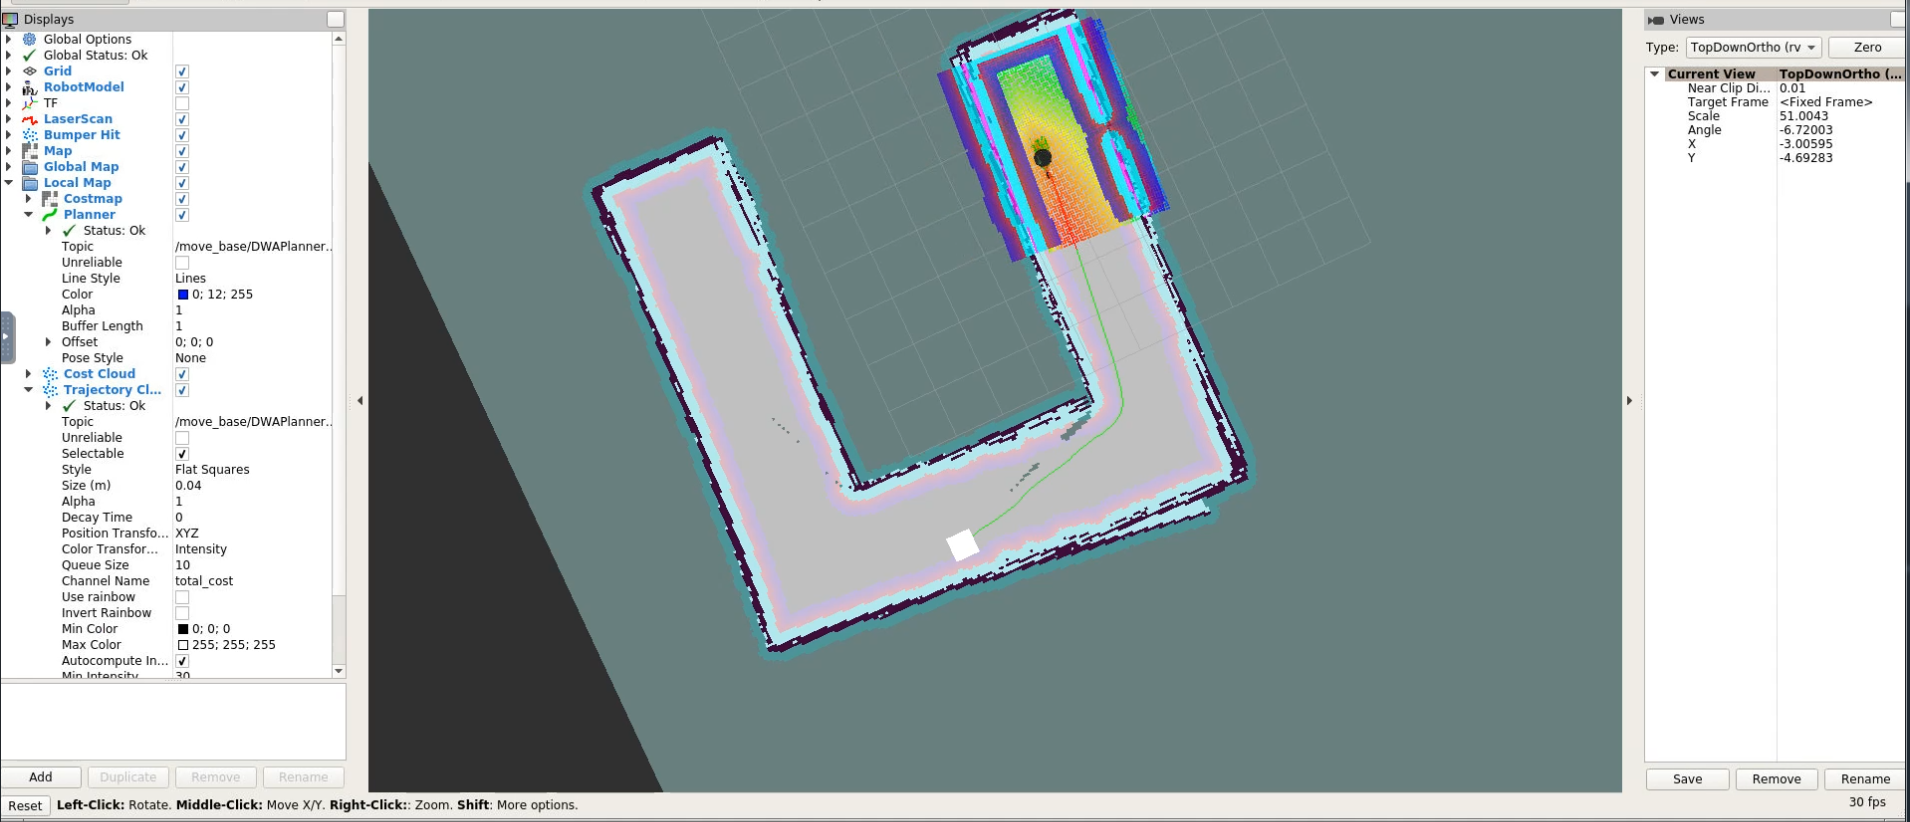 Displays
Global Options
Global Status: Ok
Grid
RobotModel
TF
LaserScan
Bumper Hit
Map
Global Map
Local Map
Costmap
Planner
Status: Ok
Topic /move_base/DWAPlanner...
Unreliable
Line Style Lines
Color 0; 12; 255
Alpha 1
Buffer Length 1
Offset 0; 0; 0
Pose Style None
Cost Cloud
Trajectory Cl...
Status: Ok
Topic /move_base/DWAPlanner...
Unreliable
Selectable
Style Flat Squares
Size (m) 0.04
Alpha 1
Decay Time 0
Position Transfo... XYZ
Color Transfor... Intensity
Queue Size 10
Channel Name total_cost
Use rainbow
Invert Rainbow
Min Color 0; 0; 0
Max Color 255; 255; 255
Autocompute In...
Min Intensity 30
Add Duplicate Remove Rename
Reset Left-Click: Rotate. Middle-Click: Move X/Y. Right-Click:: Zoom. Shift: More options.
Views
Type: TopDownOrtho (rv Zero
Current View TopDownOrtho (...
Near Clip Di... 0.01
Target Frame <Fixed Frame>
Scale 51.0043
Angle -6.72003
X -3.00595
Y -4.69283
Save Remove Rename
30 fps